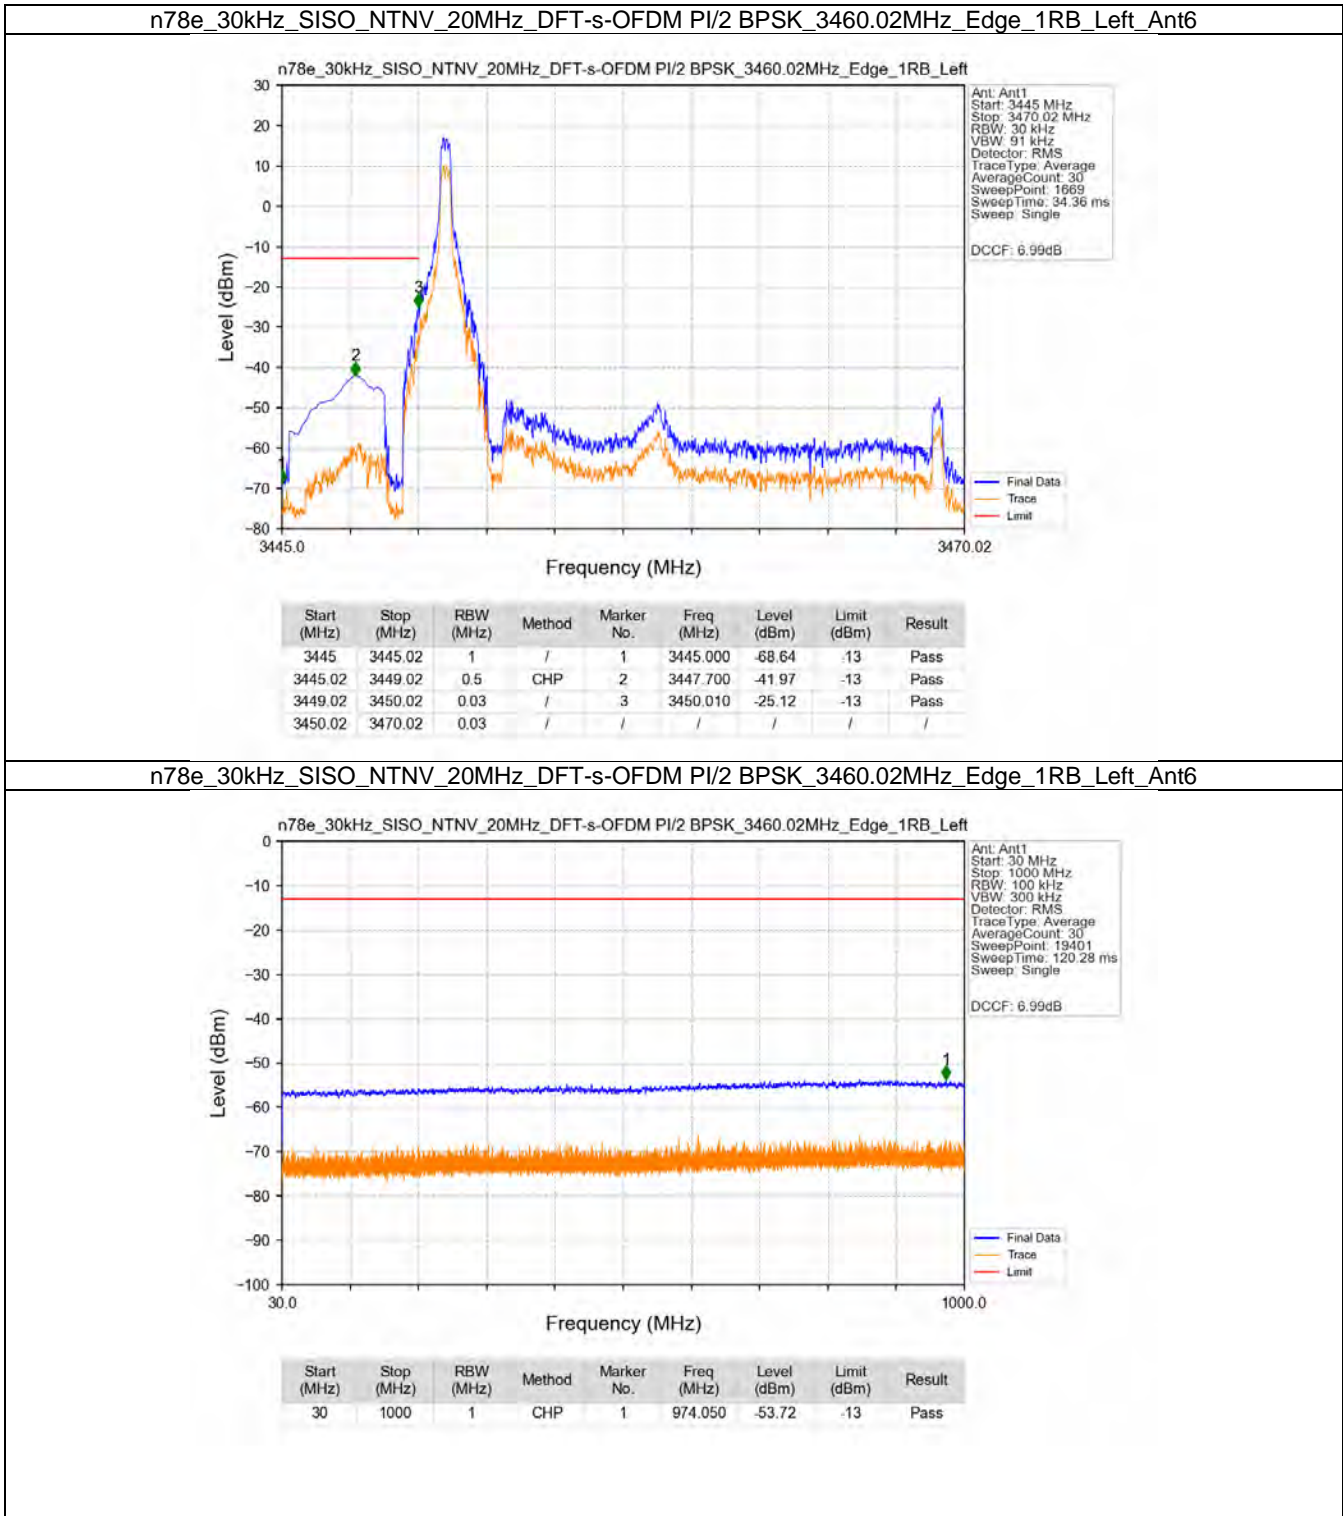 n78e_30kHz_SISO_NTNV_20MHz_DFT-s-OFDM PI/2 BPSK_3460.02MHz_Edge_1RB_Left_Ant6
n78e_30kHz_SISO_NTNV_20MHz_DFT-s-OFDM PI/2 BPSK_3460.02MHz_Edge_1RB_Left
30
20
10
0
−10
−20
−30
−40
−50
−60
−70
−80
Level (dBm)
1
2
3
3445.0
3470.02
Frequency (MHz)
Ant: Ant1
Start: 3445 MHz
Stop: 3470.02 MHz
RBW: 30 kHz
VBW: 91 kHz
Detector: RMS
TraceType: Average
AverageCount: 30
SweepPoint: 1669
SweepTime: 34.36 ms
Sweep: Single
DCCF: 6.99dB
Final Data
Trace
Limit
Start (MHz) Stop (MHz) RBW (MHz) Method Marker No. Freq (MHz) Level (dBm) Limit (dBm) Result
3445 3445.02 1 / 1 3445.000 -68.64 -13 Pass
3445.02 3449.02 0.5 CHP 2 3447.700 -41.97 -13 Pass
3449.02 3450.02 0.03 / 3 3450.010 -25.12 -13 Pass
3450.02 3470.02 0.03 / / / / / /
n78e_30kHz_SISO_NTNV_20MHz_DFT-s-OFDM PI/2 BPSK_3460.02MHz_Edge_1RB_Left_Ant6
n78e_30kHz_SISO_NTNV_20MHz_DFT-s-OFDM PI/2 BPSK_3460.02MHz_Edge_1RB_Left
0
−10
−20
−30
−40
−50
−60
−70
−80
−90
−100
Level (dBm)
1
30.0
1000.0
Frequency (MHz)
Ant: Ant1
Start: 30 MHz
Stop: 1000 MHz
RBW: 100 kHz
VBW: 300 kHz
Detector: RMS
TraceType: Average
AverageCount: 30
SweepPoint: 19401
SweepTime: 120.28 ms
Sweep: Single
DCCF: 6.99dB
Final Data
Trace
Limit
Start (MHz) Stop (MHz) RBW (MHz) Method Marker No. Freq (MHz) Level (dBm) Limit (dBm) Result
30 1000 1 CHP 1 974.050 -53.72 -13 Pass